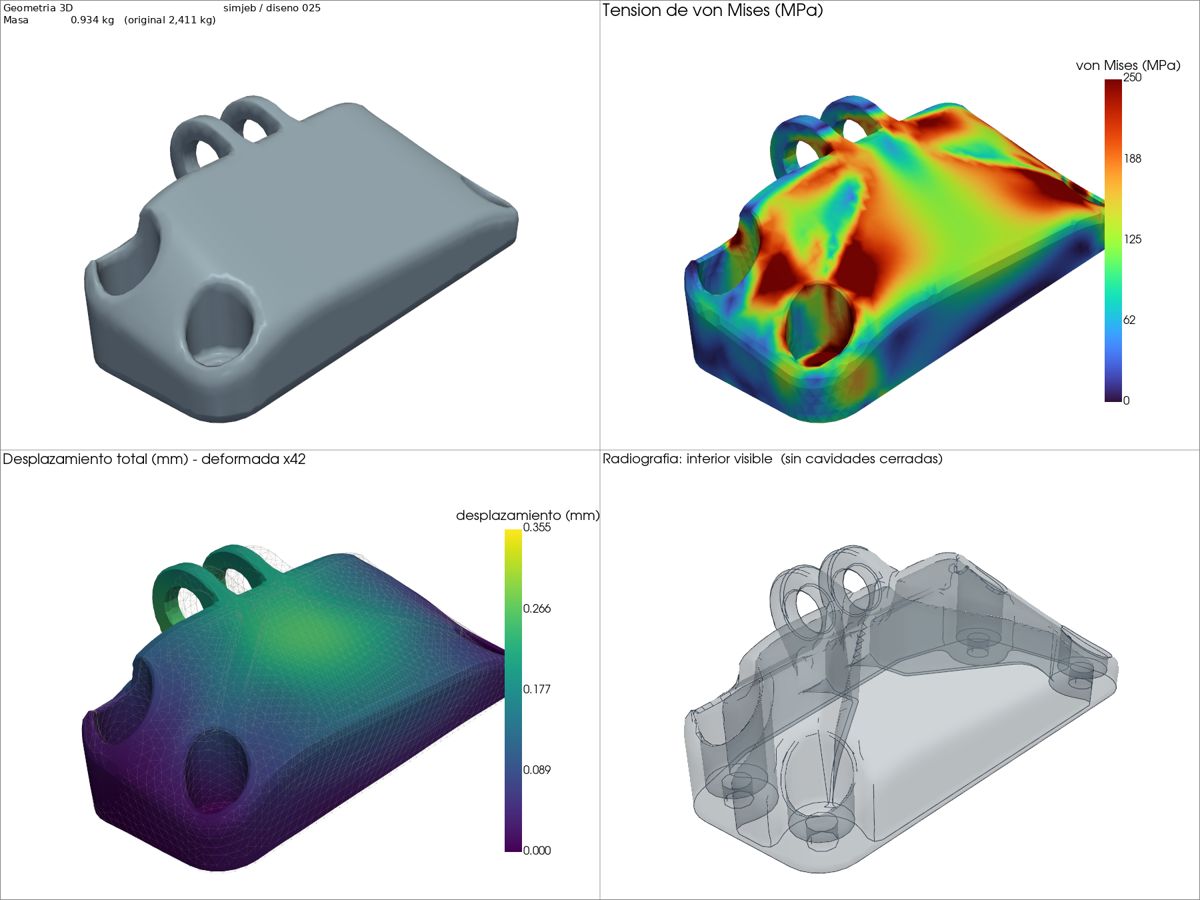 Geometria 3D
simjeb / diseno 025
Masa 0.934 kg (original 2,411 kg)
Tension de von Mises (MPa)
von Mises (MPa)
250
188
125
62
0
Desplazamiento total (mm) - deformada x42
desplazamiento (mm)
0.355
0.266
0.177
0.089
0.000
Radiografia: interior visible (sin cavidades cerradas)